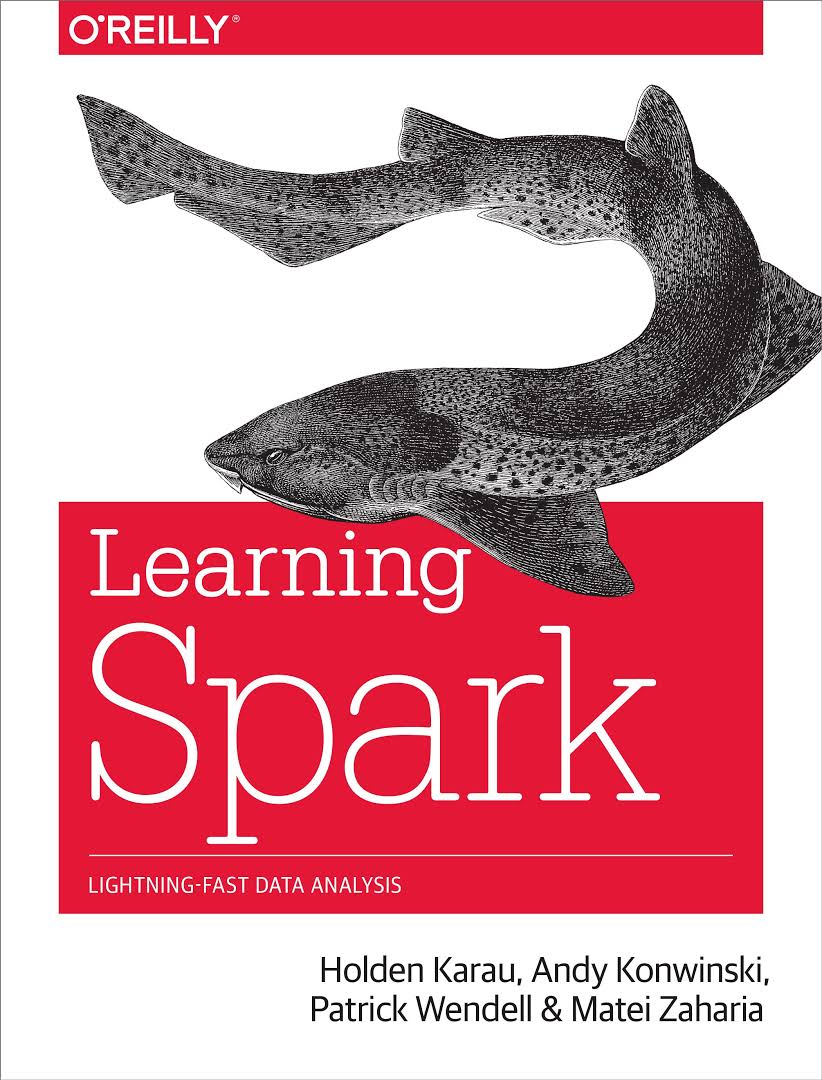 O'REILLY®
Learning
Spark
LIGHTNING-FAST DATA ANALYSIS
Holden Karau, Andy Konwinski,
Patrick Wendell & Matei Zaharia